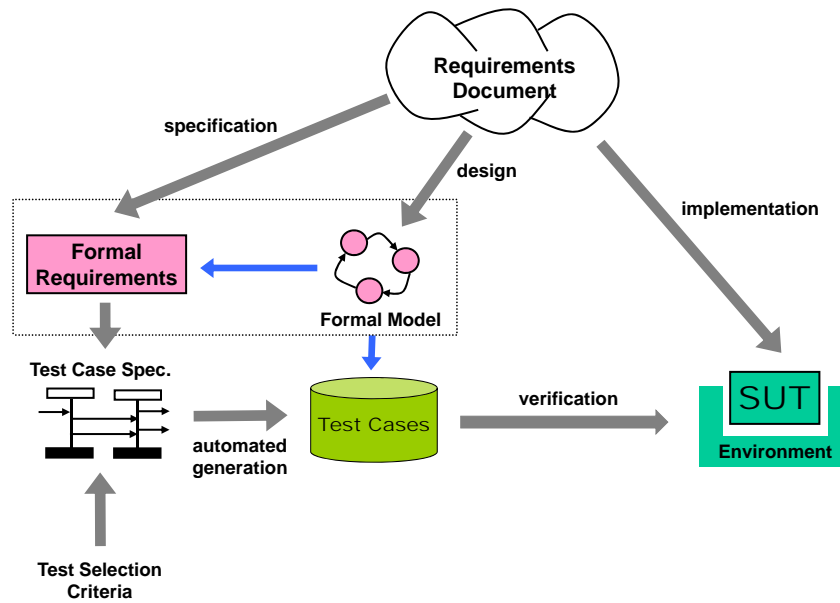 Requirements
Document
specification
design
implementation
Formal
Requirements
Formal Model
Test Case Spec.
Test Cases
verification
SUT
Environment
automated
generation
Test Selection
Criteria